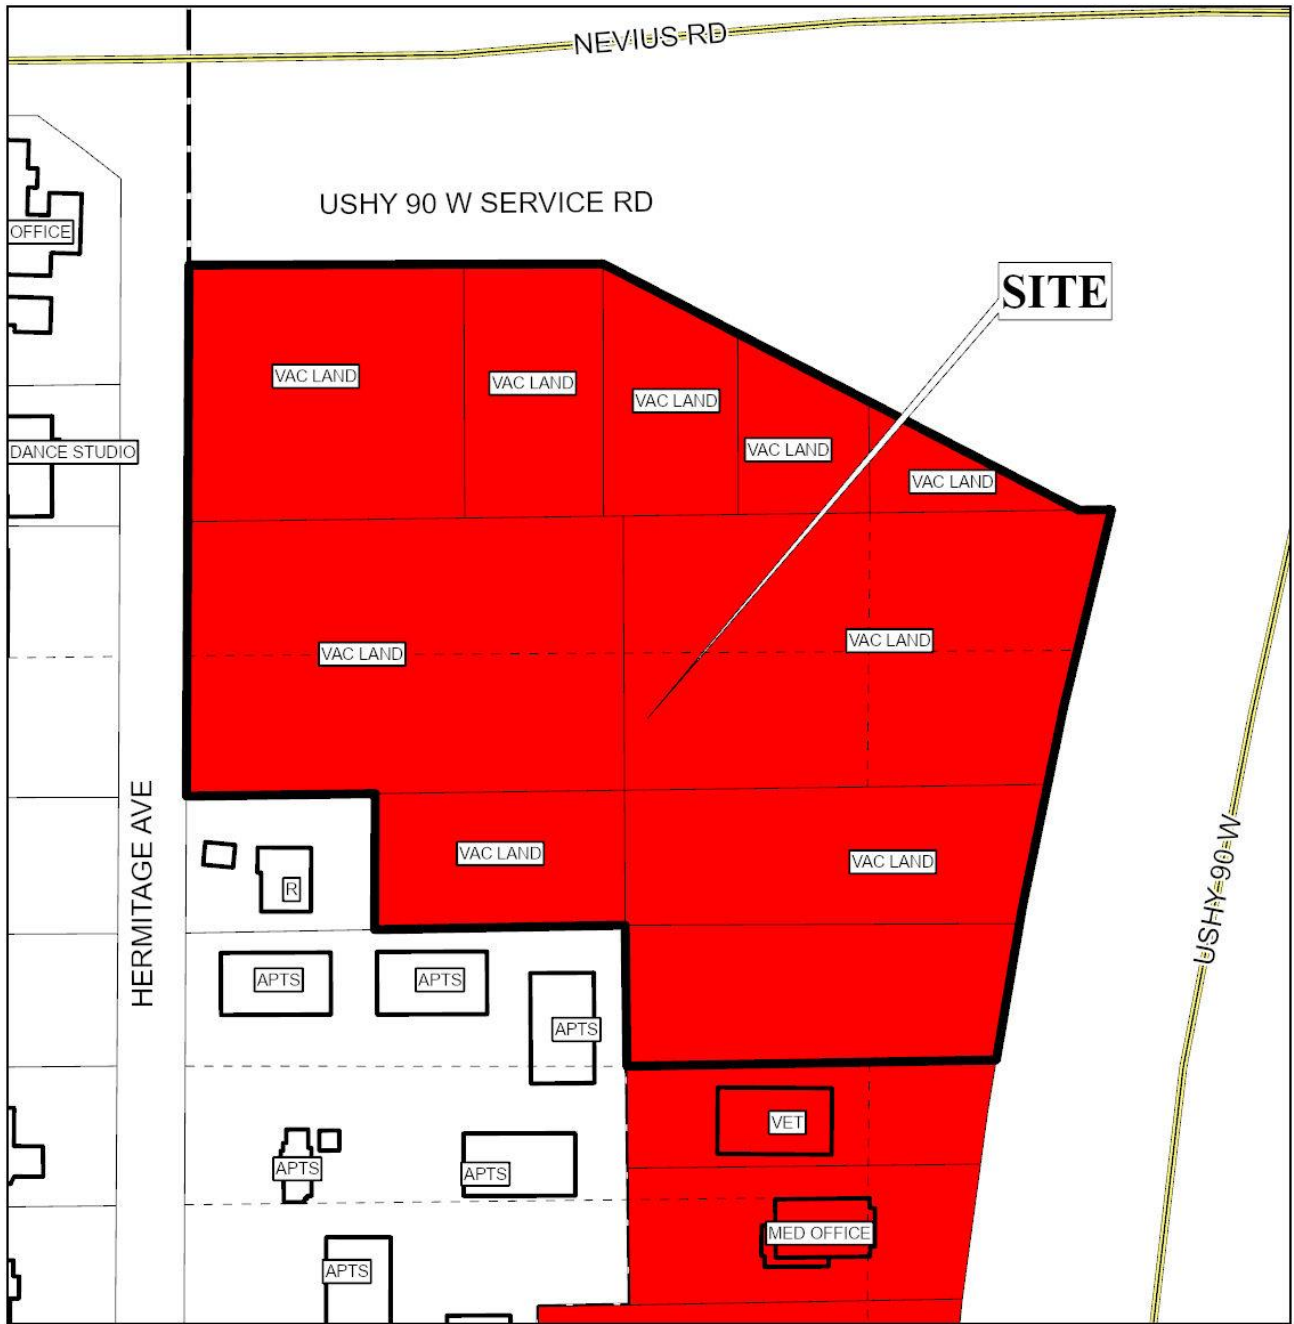 NEVIUS RD
USHY 90 W SERVICE RD
OFFICE
SITE
VAC LAND
VAC LAND
VAC LAND
VAC LAND
DANCE STUDIO
VAC LAND
VAC LAND
VAC LAND
HERMITAGE AVE
USHY 90 W
VAC LAND
VAC LAND
R
APTS
APTS
APTS
VET
APTS
APTS
MED OFFICE
APTS